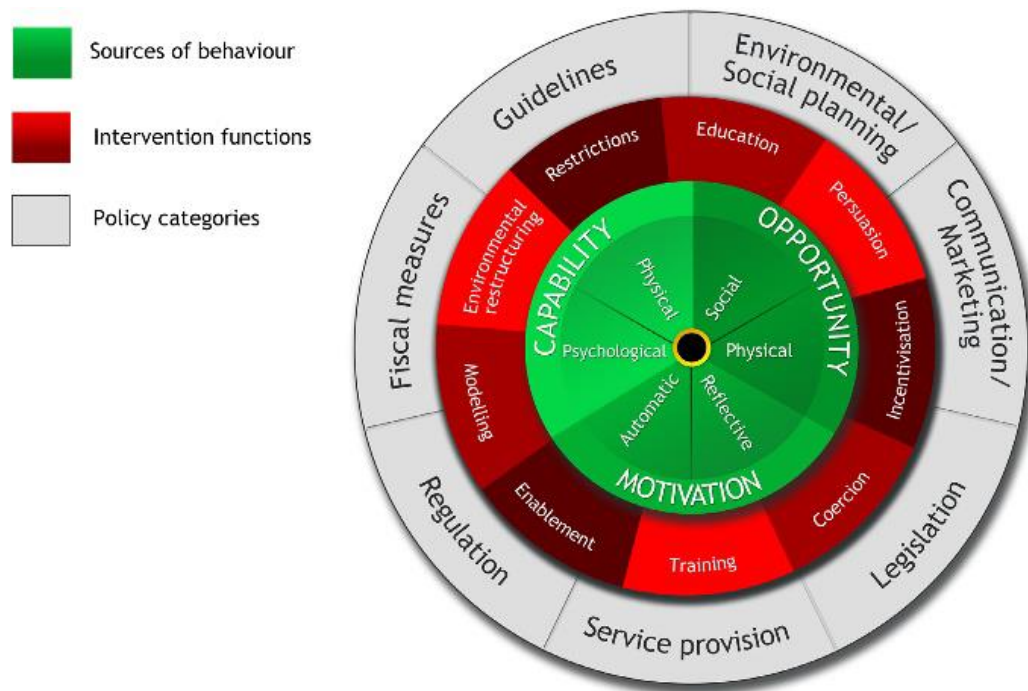 Sources of behaviour
Intervention functions
Policy categories
Guidelines
Environmental/
Social planning
Communication/
Marketing
Legislation
Service provision
Regulation
Fiscal measures
Restrictions
Education
Persuasion
Incentivisation
Coercion
Training
Enablement
Modelling
Environmental
restructuring
CAPABILITY
OPPORTUNITY
MOTIVATION
Physical
Social
Psychological
Physical
Automatic
Reflective